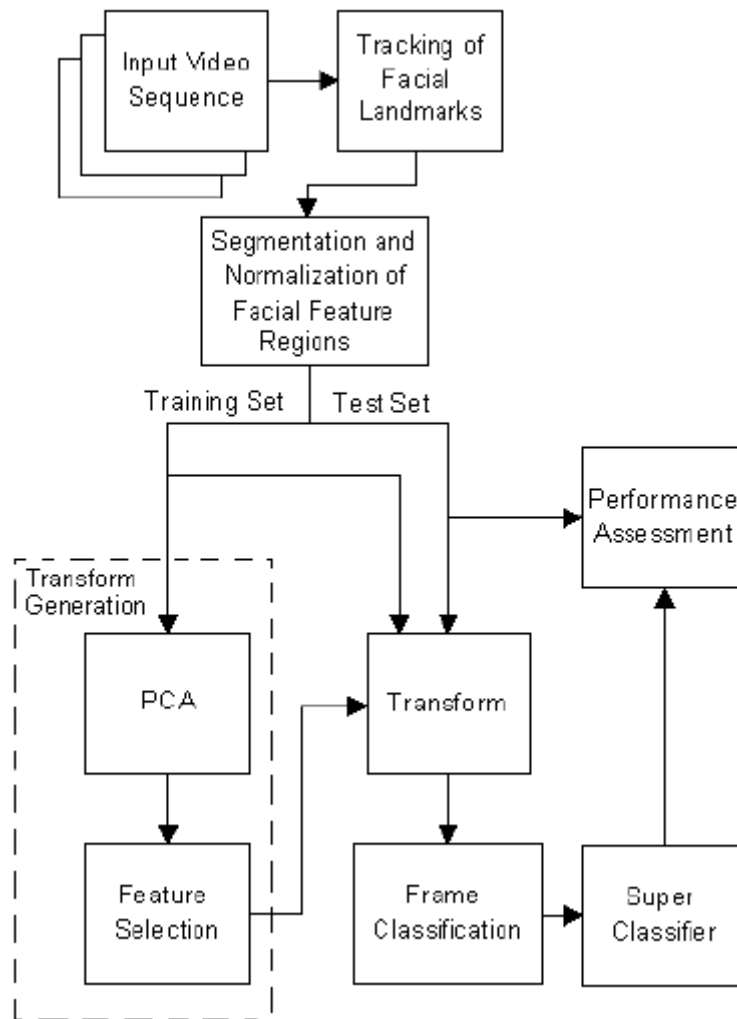 Input Video
Sequence
Tracking of
Facial
Landmarks
Segmentation and
Normalization of
Facial Feature
Regions
Training Set
Test Set
Performance
Assessment
Transform
Generation
PCA
Transform
Feature
Selection
Frame
Classification
Super
Classifier